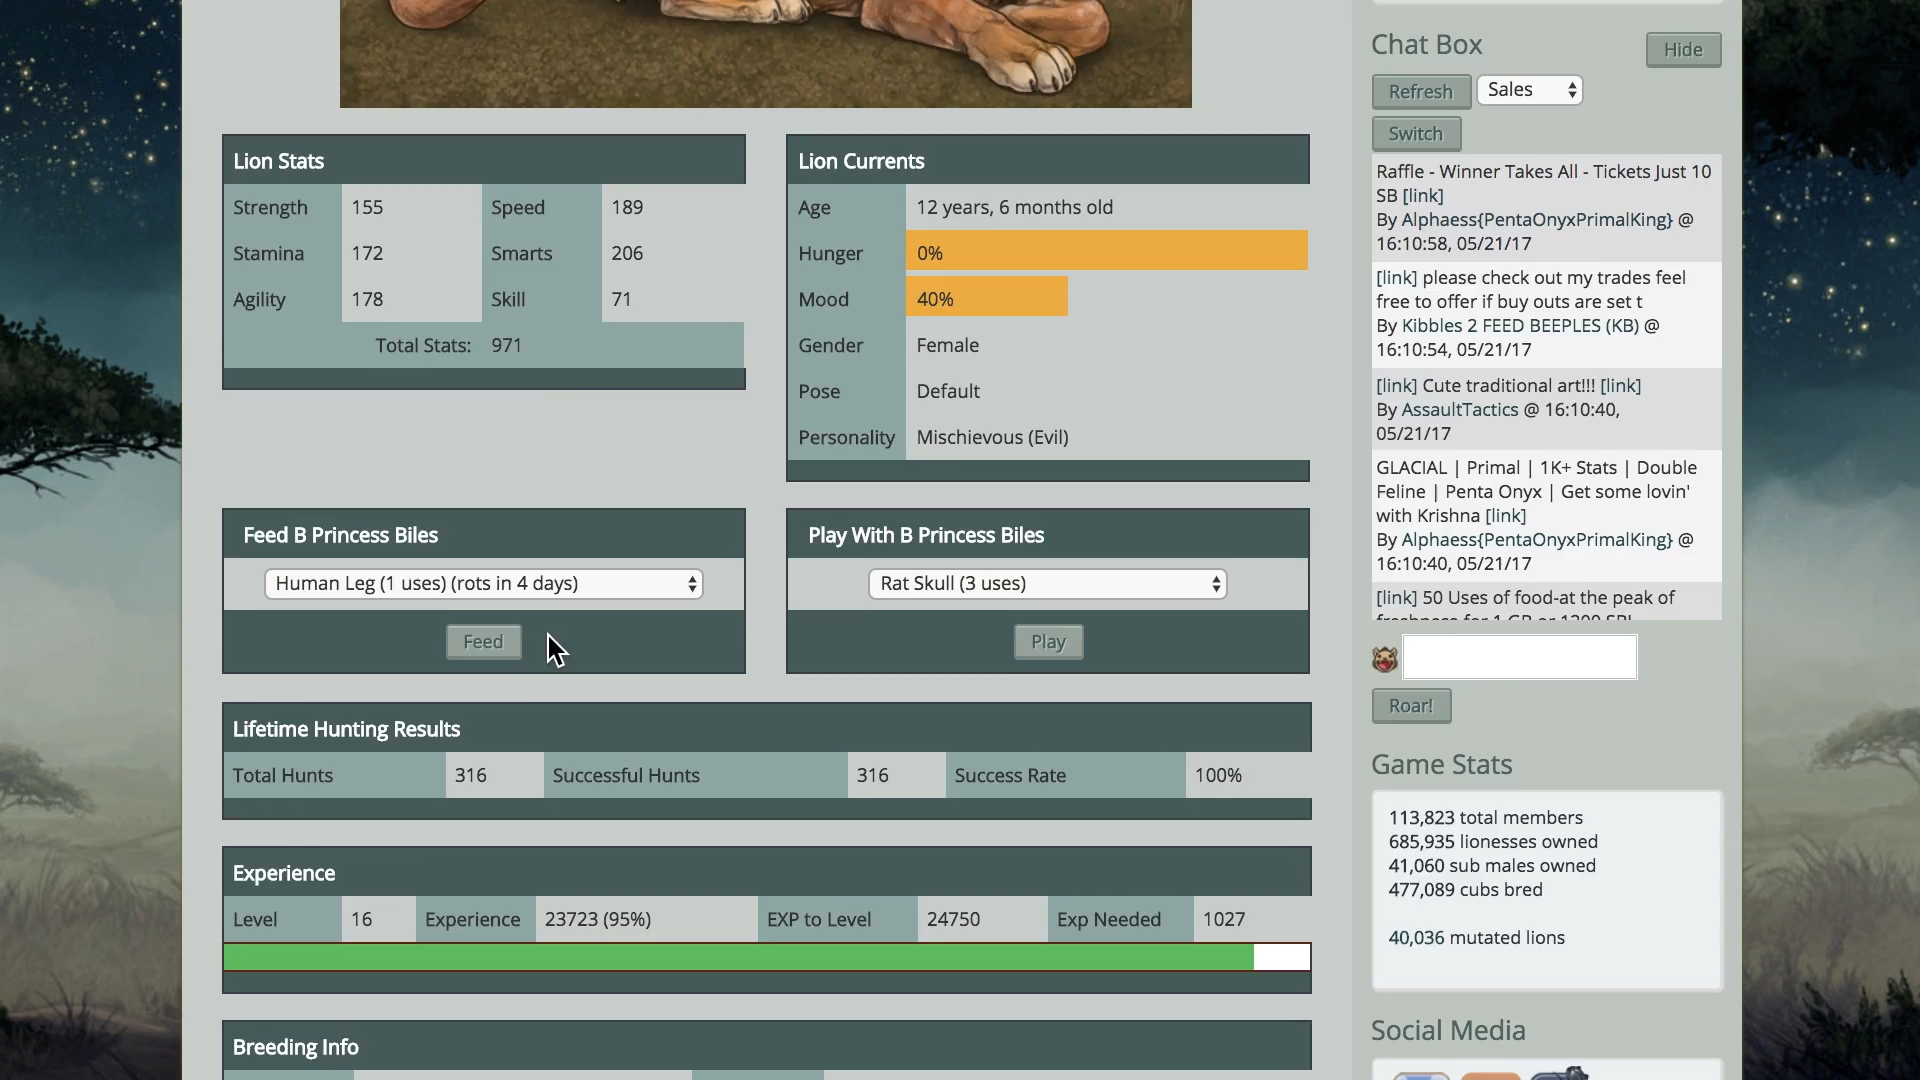 Lion Stats
Strength 155 Speed 189
Stamina 172 Smarts 206
Agility 178 Skill 71
Total Stats: 971
Lion Currents
Age 12 years, 6 months old
Hunger 0%
Mood 40%
Gender Female
Pose Default
Personality Mischievous (Evil)
Feed B Princess Biles
Human Leg (1 uses) (rots in 4 days)
Feed
Play With B Princess Biles
Rat Skull (3 uses)
Play
Lifetime Hunting Results
Total Hunts 316 Successful Hunts 316 Success Rate 100%
Experience
Level 16 Experience 23723 (95%) EXP to Level 24750 Exp Needed 1027
Breeding Info
Chat Box
Hide
Refresh Sales
Switch
Raffle - Winner Takes All - Tickets Just 10
SB [link]
By Alphaess{PentaOnyxPrimalKing} @
16:10:58, 05/21/17
[link] please check out my trades feel
free to offer if buy outs are set t
By Kibbles 2 FEED BEEPLES (KB) @
16:10:54, 05/21/17
[link] Cute traditional art!!! [link]
By AssaultTactics @ 16:10:40,
05/21/17
GLACIAL | Primal | 1K+ Stats | Double
Feline | Penta Onyx | Get some lovin'
with Krishna [link]
By Alphaess{PentaOnyxPrimalKing} @
16:10:40, 05/21/17
[link] 50 Uses of food-at the peak of
freshness for 1 GB or 1200 SB!
Roar!
Game Stats
113,823 total members
685,935 lionesses owned
41,060 sub males owned
477,089 cubs bred
40,036 mutated lions
Social Media